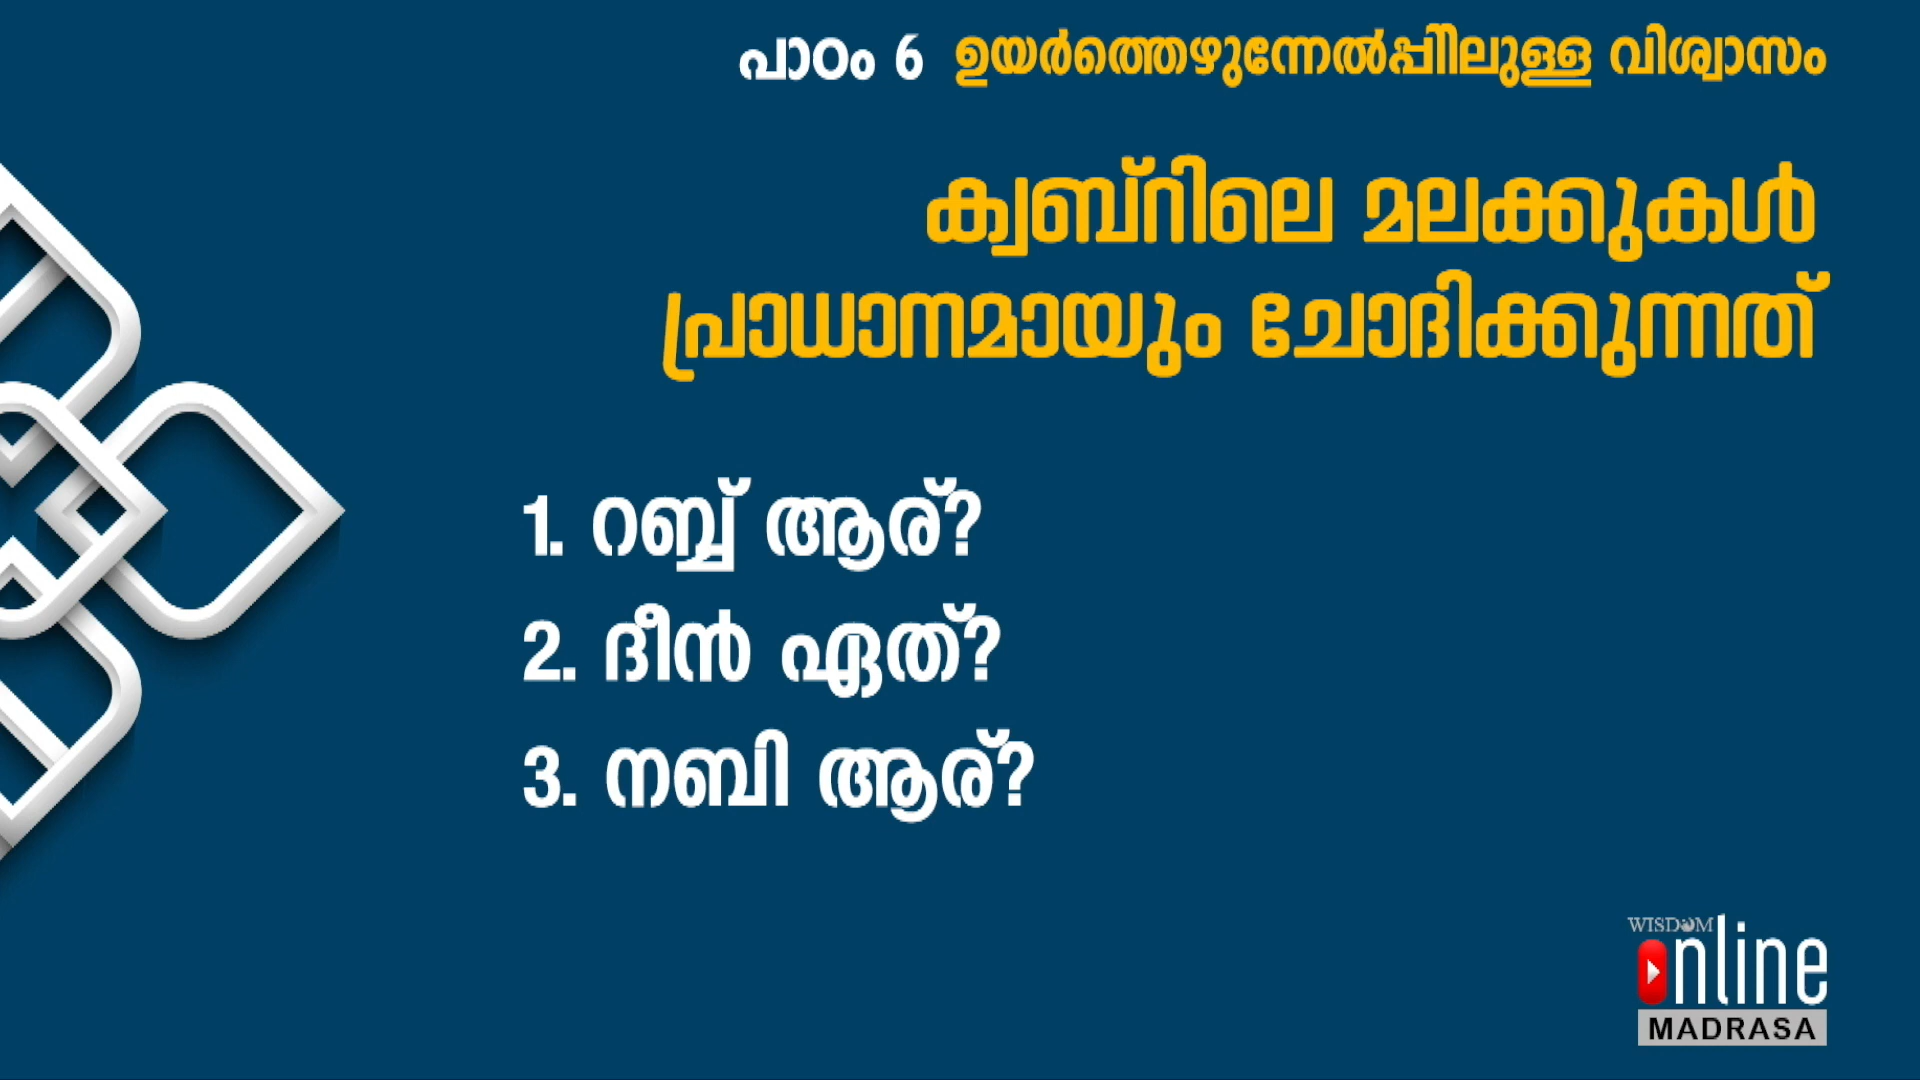 പാഠം 6 ഉയർത്തെഴുന്നേൽപ്പിലുള്ള വിശ്വാസം
ക്വബ്റിലെ മലക്കുകൾ
പ്രാധാനമായും ചോദിക്കുന്നത്
1. റബ്ബ് ആര്?
2. ദീൻ ഏത്?
3. നബി ആര്?
WISDOM
Online
MADRASA